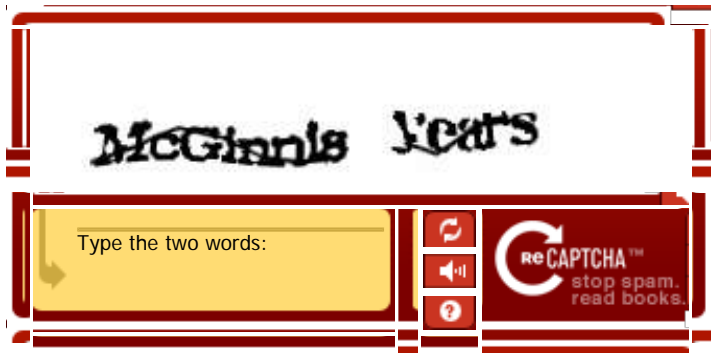 McGinnis years
Type the two words:
ReCAPTCHA™
stop spam.
read books.
?